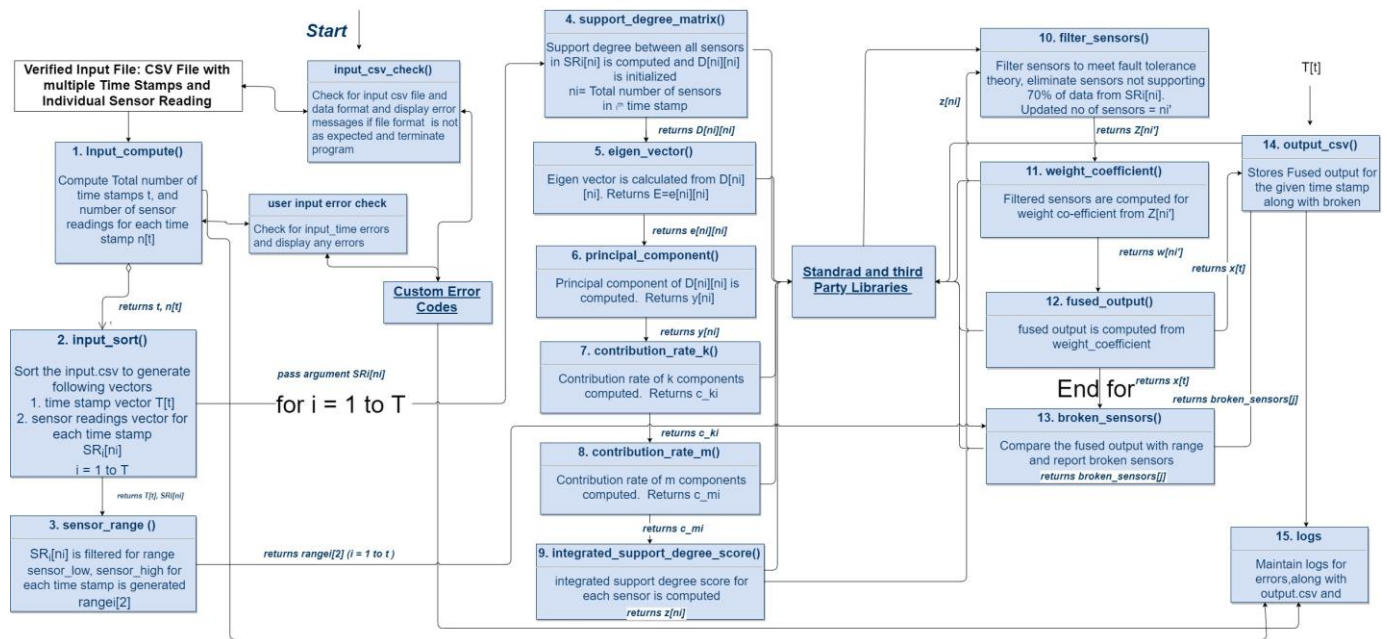 Start
Verified Input File: CSV File with
multiple Time Stamps and
Individual Sensor Reading
input_csv_check()
Check for input csv file and
data format and display error
messages if file format is not
as expected and terminate
program
1. Input_compute()
Compute Total number of
time stamps t, and
number of sensor
readings for each time
stamp n[t]
user input error check
Check for input_time errors
and display any errors
Custom Error
Codes
returns t, n[t]
2. input_sort()
Sort the input.csv to generate
following vectors
1. time stamp vector T[t]
2. sensor readings vector for
each time stamp
SRi[ni]
i = 1 to T
returns T[t], SRi[ni]
3. sensor_range ()
SRi[ni] is filtered for range
sensor_low, sensor_high for
each time stamp is generated
rangei[2]
pass argument SRi[ni]
for i = 1 to T
returns rangei[2] (i = 1 to t )
4. support_degree_matrix()
Support degree between all sensors
in SRi[ni] is computed and D[ni][ni]
is initialized
ni= Total number of sensors
in ith time stamp
returns D[ni][ni]
5. eigen_vector()
Eigen vector is calculated from D[ni]
[ni]. Returns E=e[ni][ni]
returns e[ni][ni]
6. principal_component()
Principal component of D[ni][ni] is
computed. Returns y[ni]
returns y[ni]
7. contribution_rate_k()
Contribution rate of k components
computed. Returns c_ki
returns c_ki
8. contribution_rate_m()
Contribution rate of m components
computed. Returns c_mi
returns c_mi
9. integrated_support_degree_score()
integrated support degree score for
each sensor is computed
returns z[ni]
Standrad and third
Party Libraries
z[ni]
10. filter_sensors()
Filter sensors to meet fault tolerance
theory, eliminate sensors not supporting
70% of data from SRi[ni].
Updated no of sensors = ni'
returns Z[ni']
11. weight_coefficient()
Filtered sensors are computed for
weight co-efficient from Z[ni']
returns w[ni']
returns x[t]
12. fused_output()
fused output is computed from
weight_coefficient
End for
returns x[t]
returns broken_sensors[j]
13. broken_sensors()
Compare the fused output with range
and report broken sensors
returns broken_sensors[j]
T[t]
14. output_csv()
Stores Fused output for
the given time stamp
along with broken
15. logs
Maintain logs for
errors,along with
output.csv and